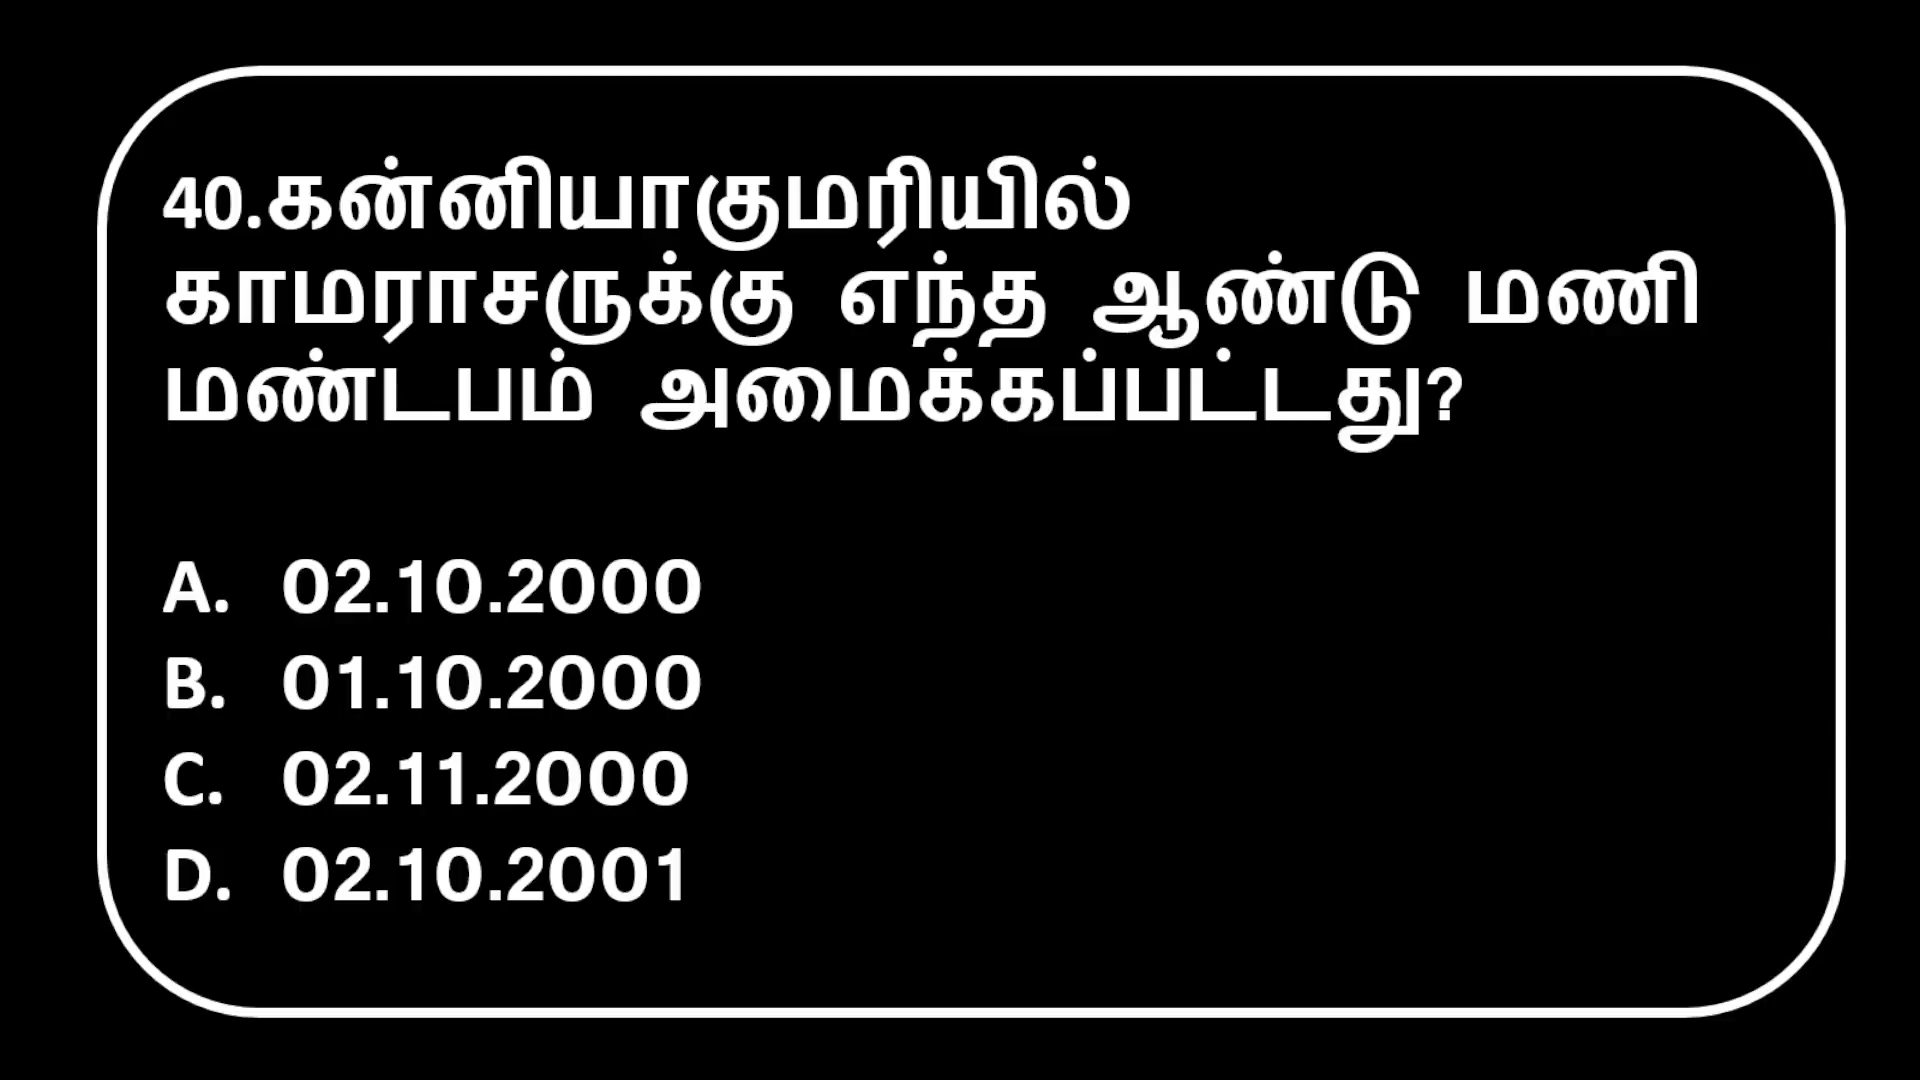 40.கன்னியாகுமரியில்
காமராசருக்கு எந்த ஆண்டு மணி
மண்டபம் அமைக்கப்பட்டது?
A. 02.10.2000
B. 01.10.2000
C. 02.11.2000
D. 02.10.2001